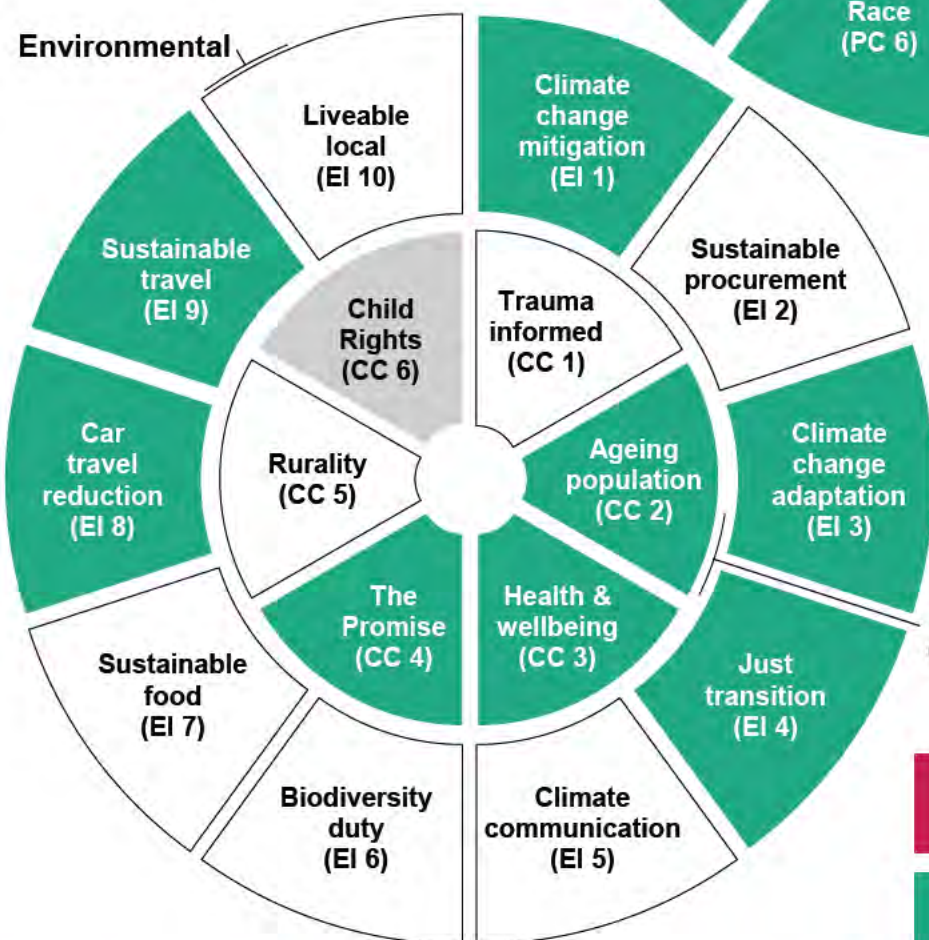 Race
(PC 6)
Environmental
Liveable
local
(EI 10)
Climate
change
mitigation
(EI 1)
Sustainable
procurement
(EI 2)
Climate
change
adaptation
(EI 3)
Just
transition
(EI 4)
Climate
communication
(EI 5)
Biodiversity
duty
(EI 6)
Sustainable
food
(EI 7)
Car
travel
reduction
(EI 8)
Sustainable
travel
(EI 9)
Trauma
informed
(CC 1)
Ageing
population
(CC 2)
Health &
wellbeing
(CC 3)
The
Promise
(CC 4)
Rurality
(CC 5)
Child
Rights
(CC 6)